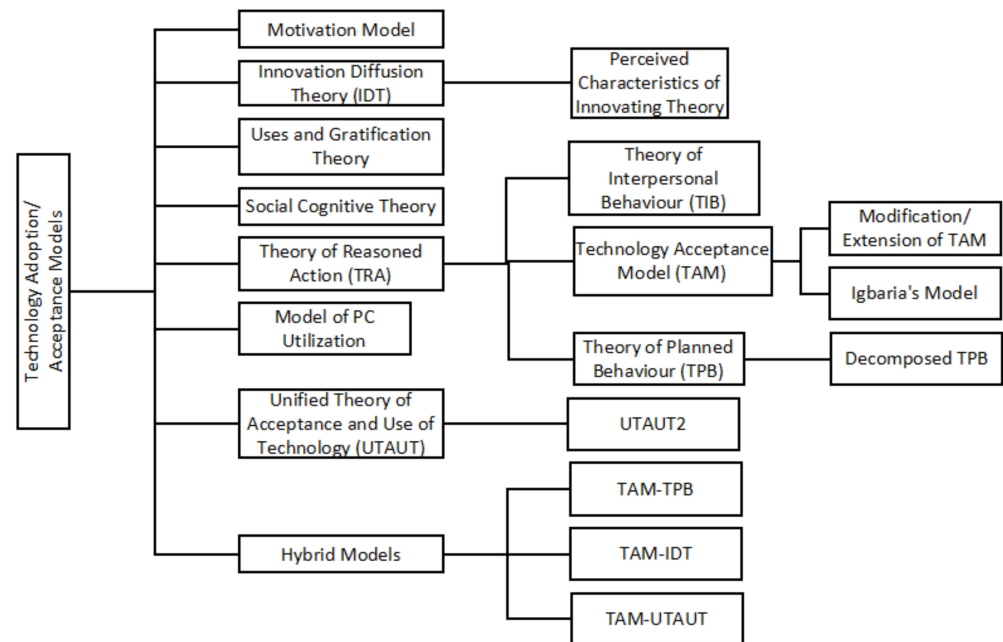 Technology Adoption/
Acceptance Models
Motivation Model
Innovation Diffusion
Theory (IDT)
Perceived
Characteristics of
Innovating Theory
Uses and Gratification
Theory
Social Cognitive Theory
Theory of Reasoned
Action (TRA)
Theory of
Interpersonal
Behaviour (TIB)
Technology Acceptance
Model (TAM)
Modification/
Extension of TAM
Igbaria's Model
Theory of Planned
Behaviour (TPB)
Decomposed TPB
Model of PC
Utilization
Unified Theory of
Acceptance and Use of
Technology (UTAUT)
UTAUT2
Hybrid Models
TAM-TPB
TAM-IDT
TAM-UTAUT